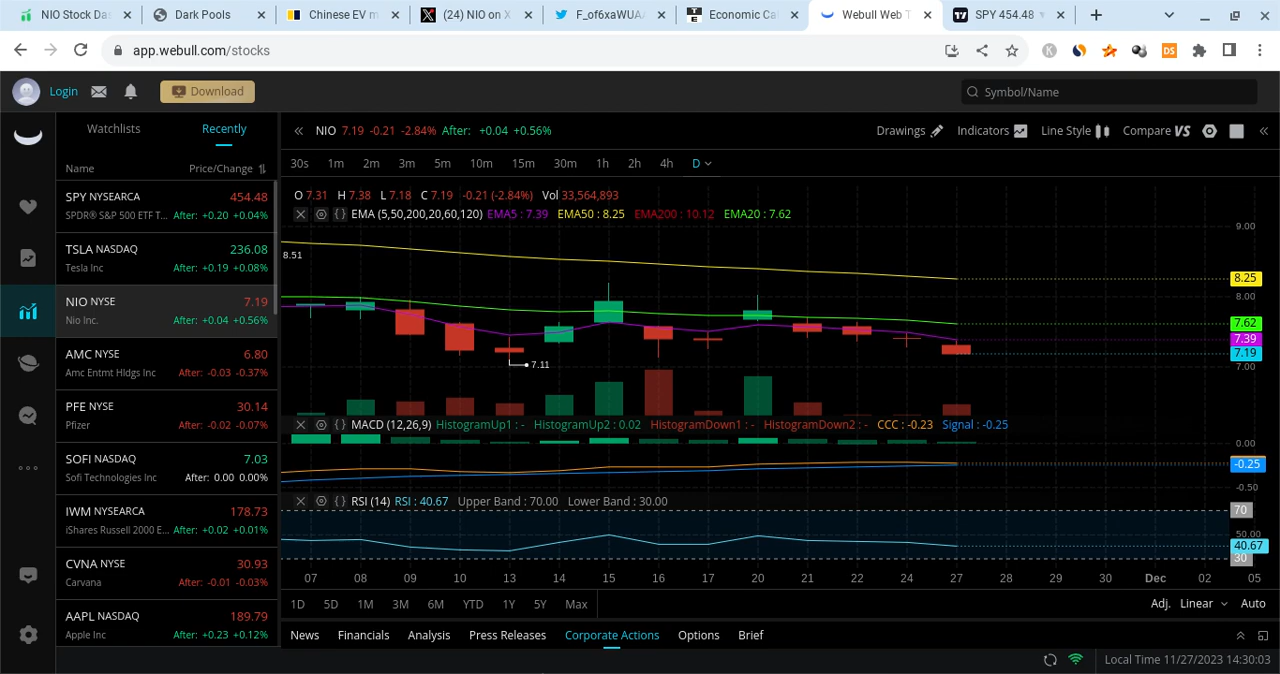 NIO Stock Da
Dark Pools
Chinese EV m
(24) NIO on X
F_of6xaWUAA
Economic Ca
Webull Web T
SPY 454.48
app.webull.com/stocks
Login
Download
Symbol/Name
Watchlists
Recently
Name
Price/Change
SPY NYSEARCA 454.48
SPDR® S&P 500 ETF T... After: +0.20 +0.04%
TSLA NASDAQ 236.08
Tesla Inc After: +0.19 +0.08%
NIO NYSE 7.19
Nio Inc. After: +0.04 +0.56%
AMC NYSE 6.80
Amc Entmt Hldgs Inc After: -0.03 -0.37%
PFE NYSE 30.14
Pfizer After: -0.02 -0.07%
SOFI NASDAQ 7.03
Sofi Technologies Inc After: 0.00 0.00%
IWM NYSEARCA 178.73
iShares Russell 2000 E... After: +0.02 +0.01%
CVNA NYSE 30.93
Carvana After: -0.01 -0.03%
AAPL NASDAQ 189.79
Apple Inc After: +0.23 +0.12%
NIO 7.19 -0.21 -2.84% After: +0.04 +0.56%
Drawings Indicators Line Style Compare VS
30s 1m 2m 3m 5m 10m 15m 30m 1h 2h 4h D
O 7.31 H 7.38 L 7.18 C 7.19 -0.21 (-2.84%) Vol 33,564,893
EMA (5,50,200,20,60,120) EMA5 : 7.39 EMA50 : 8.25 EMA200 : 10.12 EMA20 : 7.62
9.00
8.51
8.25
8.00
7.62
7.39
7.19
7.00
7.11
MACD (12,26,9) HistogramUp1 : - HistogramUp2 : 0.02 HistogramDown1 : - HistogramDown2 : - CCC : -0.23 Signal : -0.25
0.00
-0.25
-0.50
RSI (14) RSI : 40.67 Upper Band : 70.00 Lower Band : 30.00
70
50.00
40.67
30
07 08 09 10 13 14 15 16 17 20 21 22 24 27 28 29 30 Dec 02 05
1D 5D 1M 3M 6M YTD 1Y 5Y Max
Adj. Linear Auto
News Financials Analysis Press Releases Corporate Actions Options Brief
Local Time 11/27/2023 14:30:03